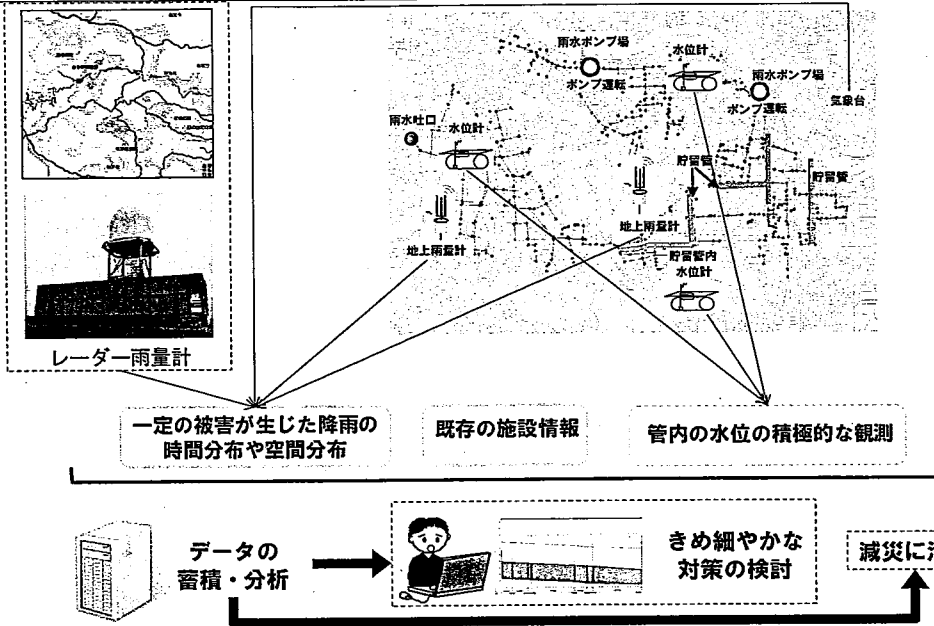 雨水ポンプ場
水位計
ポンプ運転
雨水ポンプ場
ポンプ運転
気象台
雨水吐口
水位計
貯留管
貯留管
地上雨量計
地上雨量計
貯留管内
水位計
レーダー雨量計
一定の被害が生じた降雨の
時間分布や空間分布
既存の施設情報
管内の水位の積極的な観測
データの
蓄積・分析
きめ細やかな
対策の検討
減災に